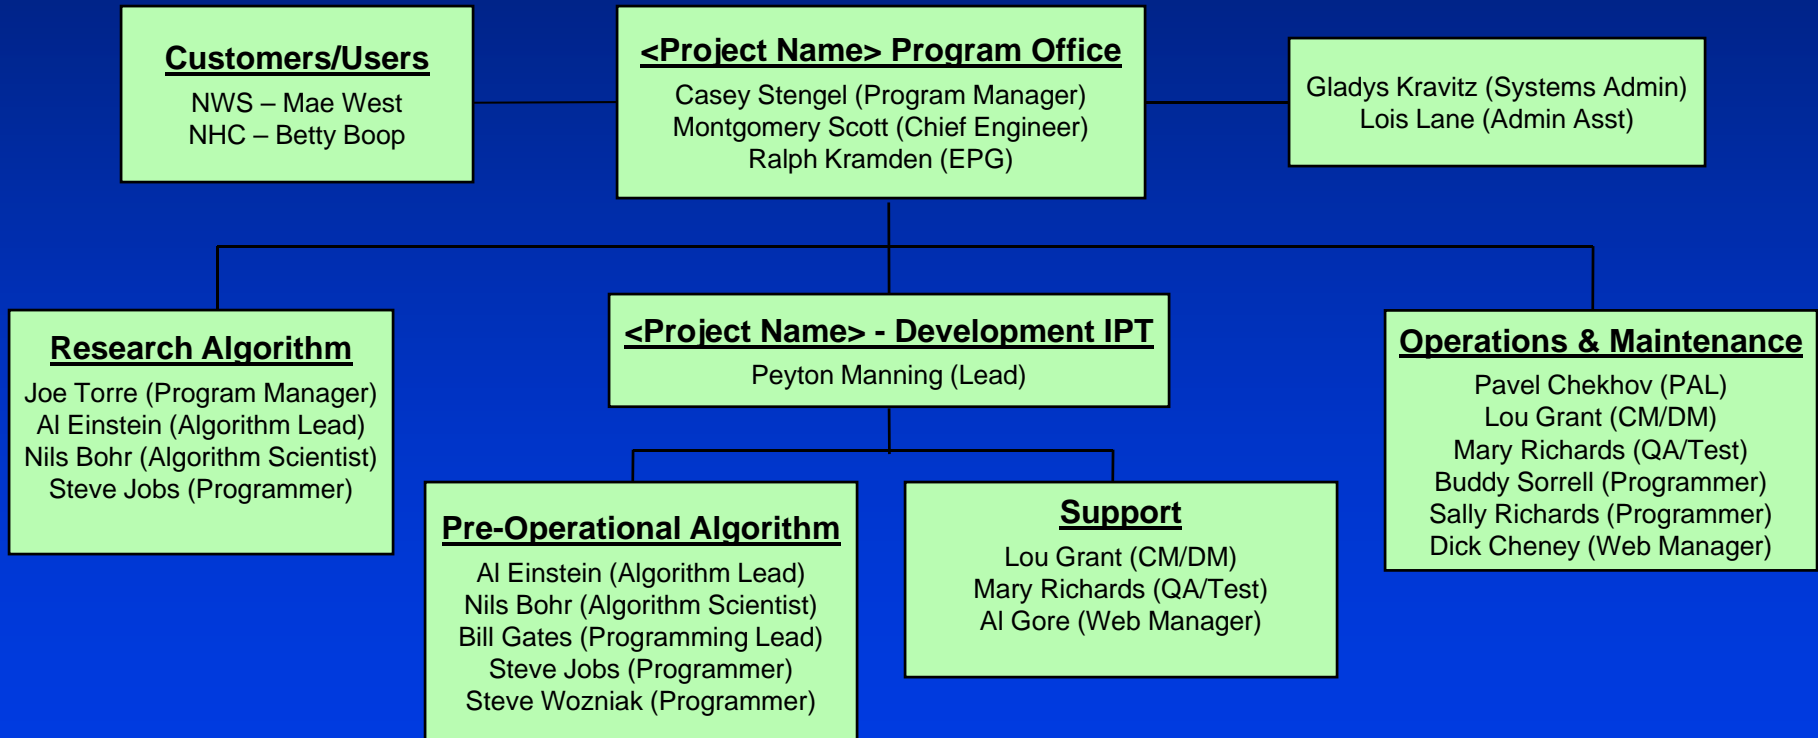 Customers/Users
NWS – Mae West
NHC – Betty Boop
<Project Name> Program Office
Casey Stengel (Program Manager)
Montgomery Scott (Chief Engineer)
Ralph Kramden (EPG)
Gladys Kravitz (Systems Admin)
Lois Lane (Admin Asst)
Research Algorithm
Joe Torre (Program Manager)
Al Einstein (Algorithm Lead)
Nils Bohr (Algorithm Scientist)
Steve Jobs (Programmer)
<Project Name> - Development IPT
Peyton Manning (Lead)
Operations & Maintenance
Pavel Chekhov (PAL)
Lou Grant (CM/DM)
Mary Richards (QA/Test)
Buddy Sorrell (Programmer)
Sally Richards (Programmer)
Dick Cheney (Web Manager)
Pre-Operational Algorithm
Al Einstein (Algorithm Lead)
Nils Bohr (Algorithm Scientist)
Bill Gates (Programming Lead)
Steve Jobs (Programmer)
Steve Wozniak (Programmer)
Support
Lou Grant (CM/DM)
Mary Richards (QA/Test)
Al Gore (Web Manager)